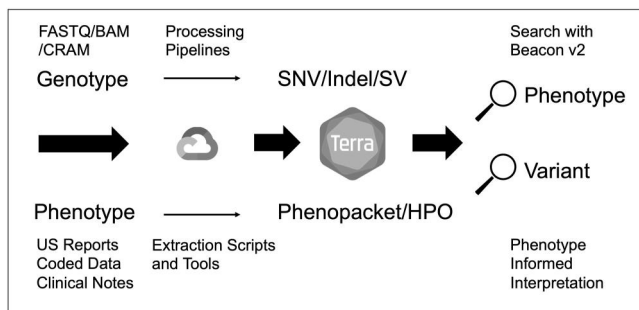 FASTQ/BAM
/CRAM
Processing
Pipelines
Search with
Beacon v2
Genotype
SNV/Indel/SV
Phenotype
Terra
Variant
Phenotype
Phenopacket/HPO
US Reports
Coded Data
Clinical Notes
Extraction Scripts
and Tools
Phenotype
Informed
Interpretation